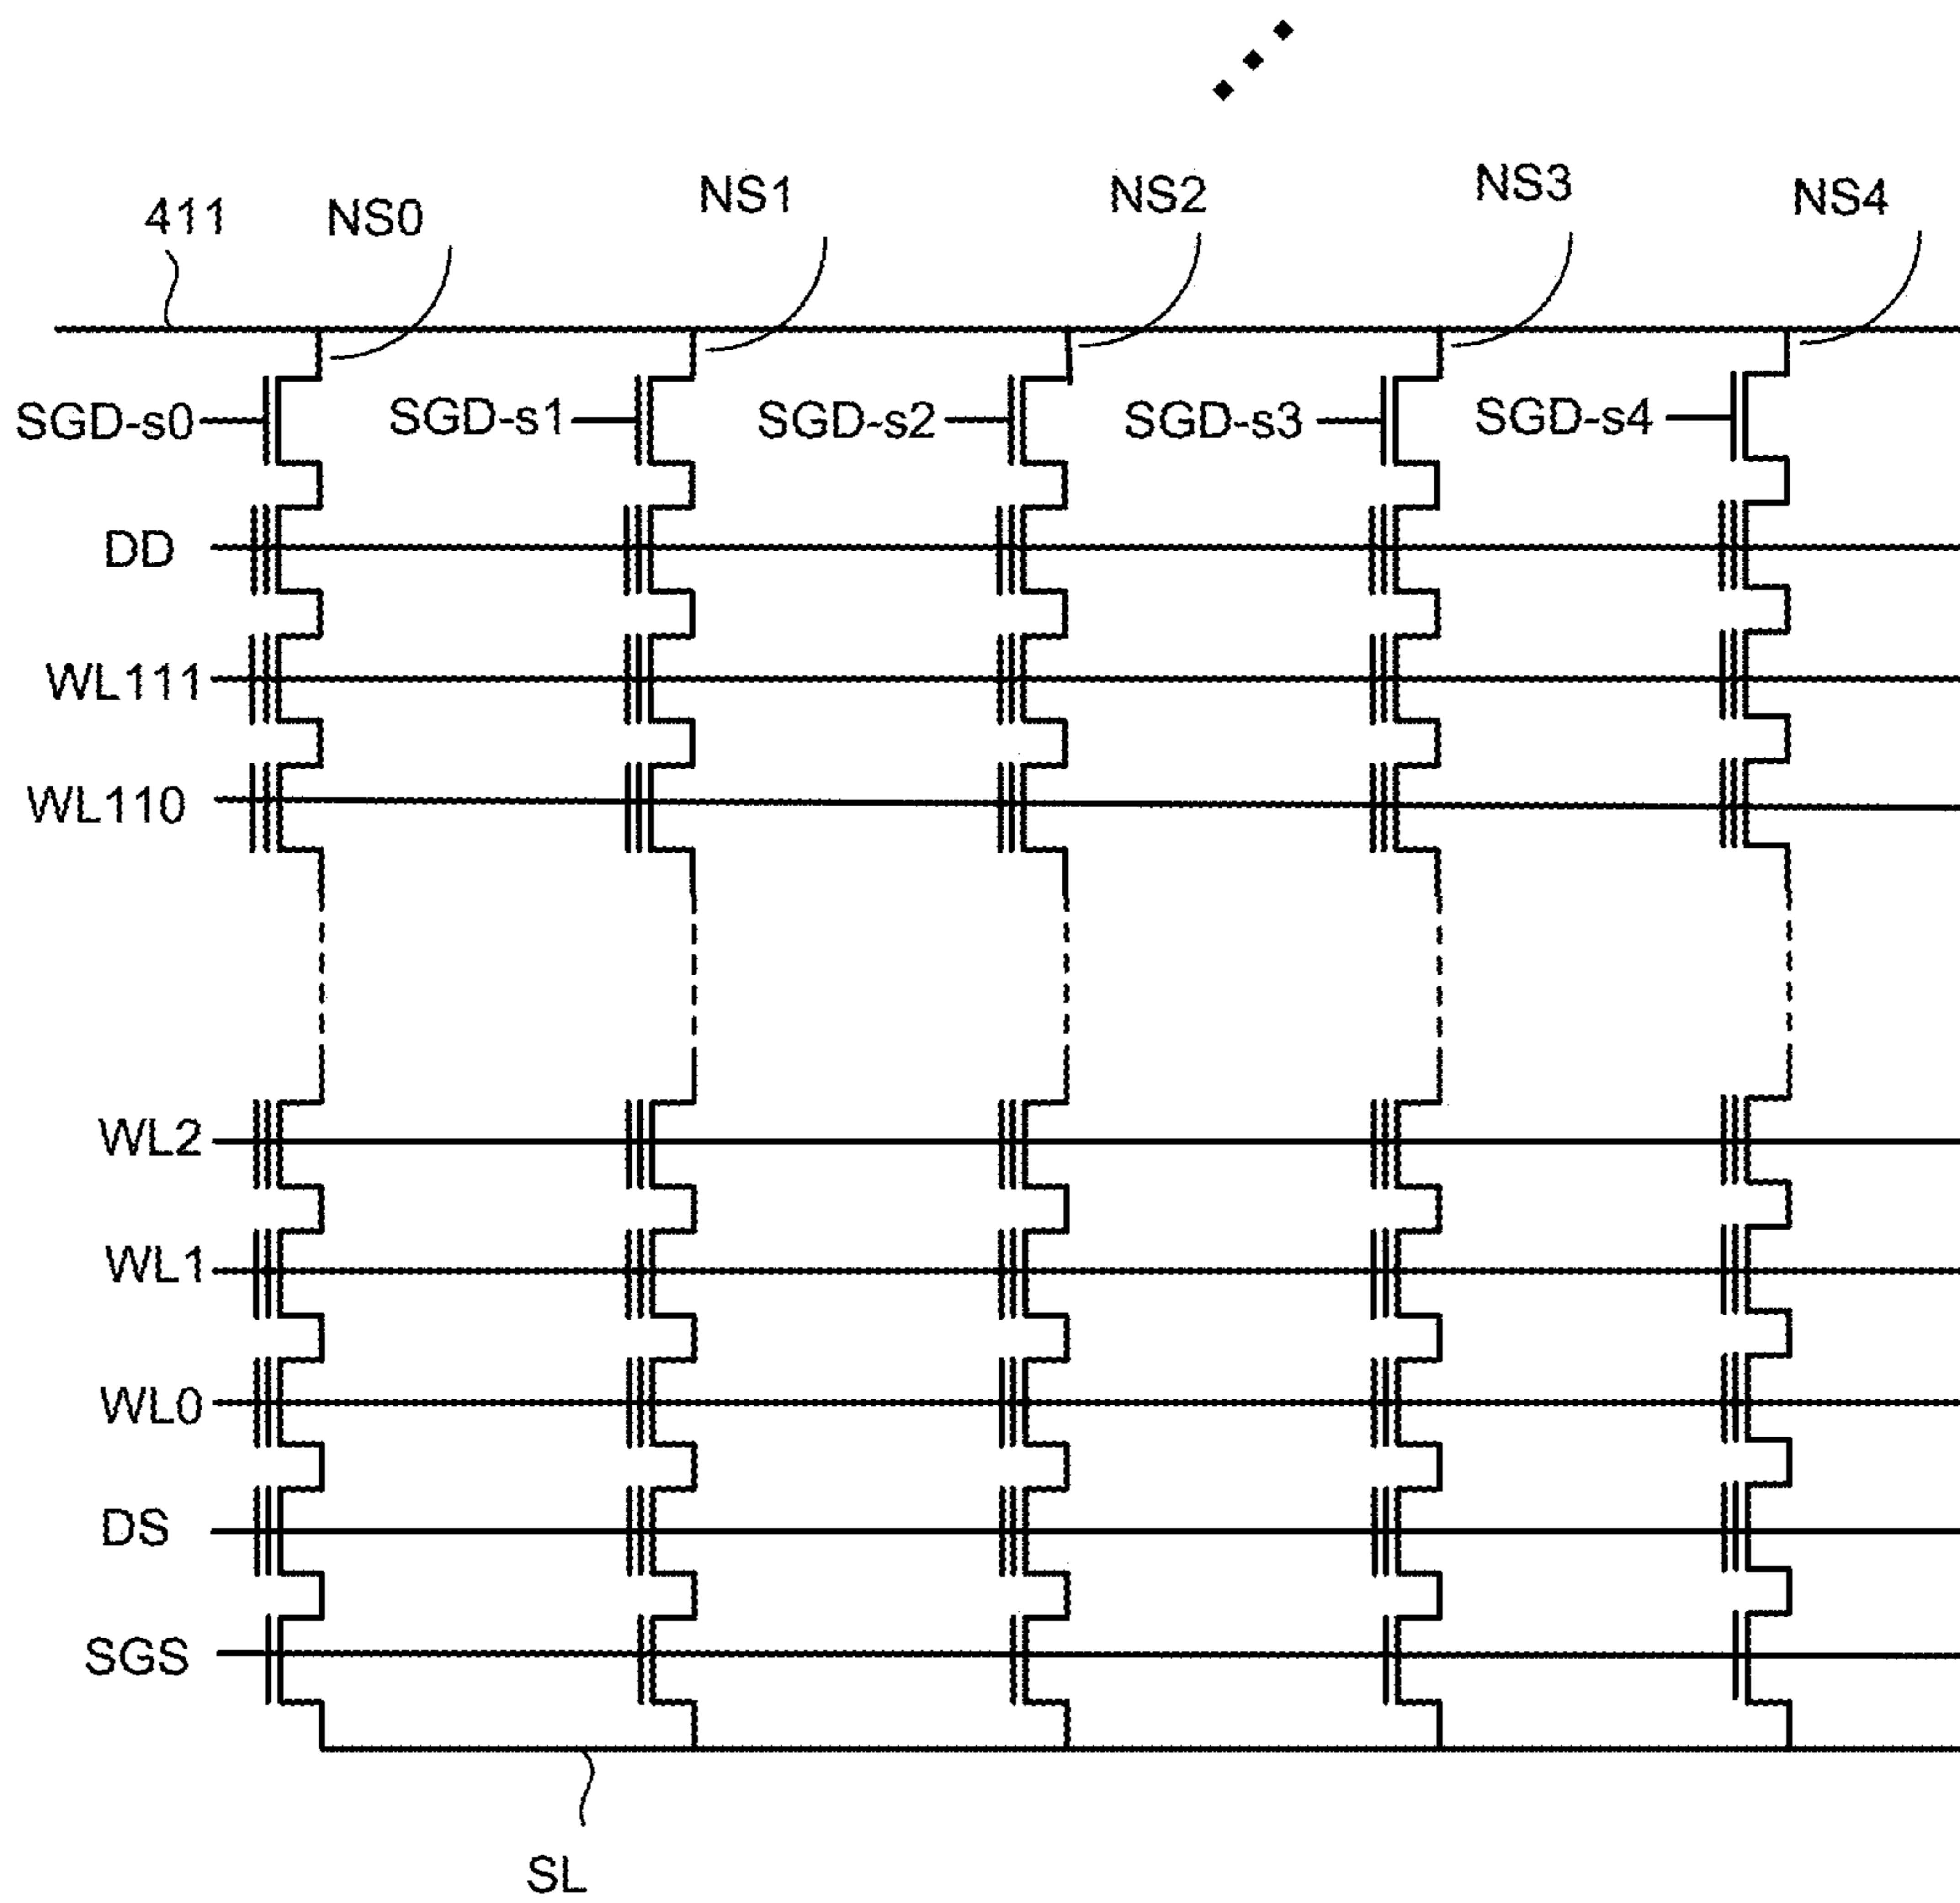 411 NS0 NS1 NS2 NS3 NS4
SGD-s0 SGD-s1 SGD-s2 SGD-s3 SGD-s4
DD
WL111
WL110
WL2
WL1
WL0
DS
SGS
SL